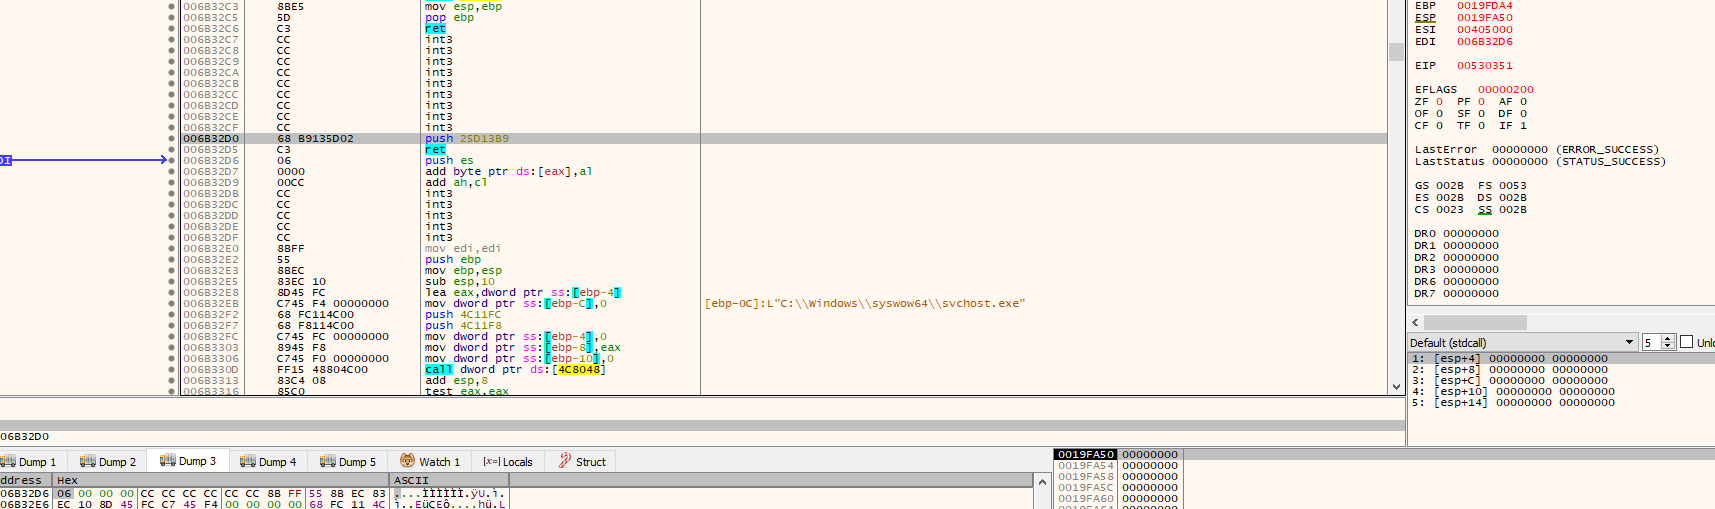 006B32C3 8BE5 mov esp,ebp
006B32C5 5D pop ebp
006B32C6 C3 ret
006B32C7 CC int3
006B32C8 CC int3
006B32C9 CC int3
006B32CA CC int3
006B32CB CC int3
006B32CC CC int3
006B32CD CC int3
006B32CE CC int3
006B32CF CC int3
006B32D0 68 B9135D02 push 25D13B9
006B32D5 C3 ret
DI 006B32D6 06 push es
006B32D7 0000 add byte ptr ds:[eax],al
006B32D9 00CC add ah,cl
006B32DB CC int3
006B32DC CC int3
006B32DD CC int3
006B32DE CC int3
006B32DF CC int3
006B32E0 8BFF mov edi,edi
006B32E2 55 push ebp
006B32E3 8BEC mov ebp,esp
006B32E5 83EC 10 sub esp,10
006B32E8 8D45 FC lea eax,dword ptr ss:[ebp-4]
006B32EB C745 F4 00000000 mov dword ptr ss:[ebp-C],0 [ebp-0C]:L"C:\\Windows\\syswow64\\svchost.exe"
006B32F2 68 FC114C00 push 4C11FC
006B32F7 68 F8114C00 push 4C11F8
006B32FC C745 FC 00000000 mov dword ptr ss:[ebp-4],0
006B3303 8945 F8 mov dword ptr ss:[ebp-8],eax
006B3306 C745 F0 00000000 mov dword ptr ss:[ebp-10],0
006B330D FF15 48804C00 call dword ptr ds:[4C8048]
006B3313 83C4 08 add esp,8
006B3316 85C0 test eax,eax
EBP 0019FDA4
ESP 0019FA50
ESI 00405000
EDI 006B32D6
EIP 00530351
EFLAGS 00000200
ZF 0 PF 0 AF 0
OF 0 SF 0 DF 0
CF 0 TF 0 IF 1
LastError 00000000 (ERROR_SUCCESS)
LastStatus 00000000 (STATUS_SUCCESS)
GS 002B FS 0053
ES 002B DS 002B
CS 0023 SS 002B
DR0 00000000
DR1 00000000
DR2 00000000
DR3 00000000
DR6 00000000
DR7 00000000
Default (stdcall) 5 Unlo
1: [esp+4] 00000000 00000000
2: [esp+8] 00000000 00000000
3: [esp+C] 00000000 00000000
4: [esp+10] 00000000 00000000
5: [esp+14] 00000000 00000000
06B32D0
Dump 1 Dump 2 Dump 3 Dump 4 Dump 5 Watch 1 [x=] Locals Struct
ddress Hex ASCII
06B32D6 06 00 00 00 CC CC CC CC CC CC 8B FF 55 8B EC 83 ....ÌÌÌÌÌÌ.ÿU.ì.
06B32E6 EC 10 8D 45 FC C7 45 F4 00 00 00 00 68 FC 11 4C ì..EüÇEô....hü.L
0019FA50 00000000
0019FA54 00000000
0019FA58 00000000
0019FA5C 00000000
0019FA60 00000000
0019FA64 00000000